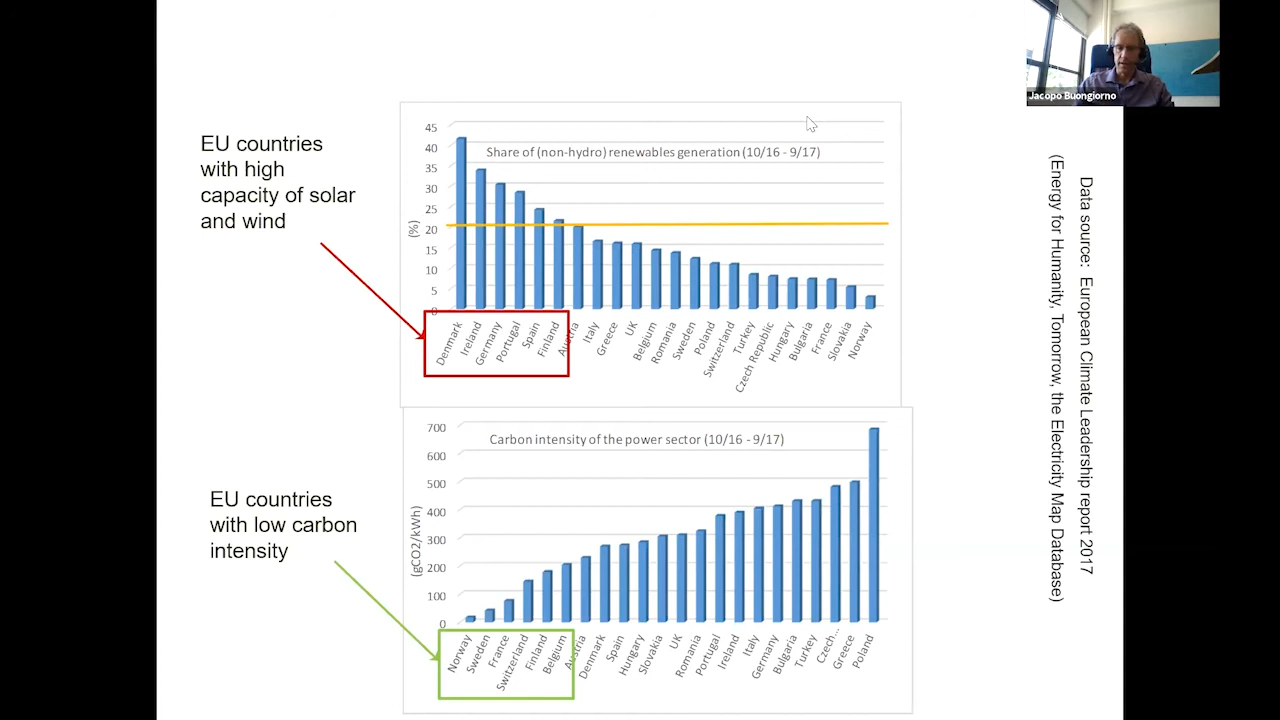 Jacopo Buongiorno
EU countries
with high
capacity of solar
and wind
Share of (non-hydro) renewables generation (10/16 - 9/17)
(%)
45
40
35
30
25
20
15
10
5
0
Denmark
Ireland
Germany
Portugal
Spain
Finland
Austria
Italy
Greece
UK
Belgium
Romania
Sweden
Poland
Switzerland
Turkey
Czech Republic
Hungary
Bulgaria
France
Slovakia
Norway
EU countries
with low carbon
intensity
Carbon intensity of the power sector (10/16 - 9/17)
(gCO2/kWh)
700
600
500
400
300
200
100
0
Norway
Sweden
France
Switzerland
Finland
Belgium
Austria
Denmark
Spain
Hungary
Slovakia
UK
Romania
Portugal
Ireland
Italy
Germany
Bulgaria
Turkey
Czech...
Greece
Poland
Data source: European Climate Leadership report 2017
(Energy for Humanity, Tomorrow, the Electricity Map Database)